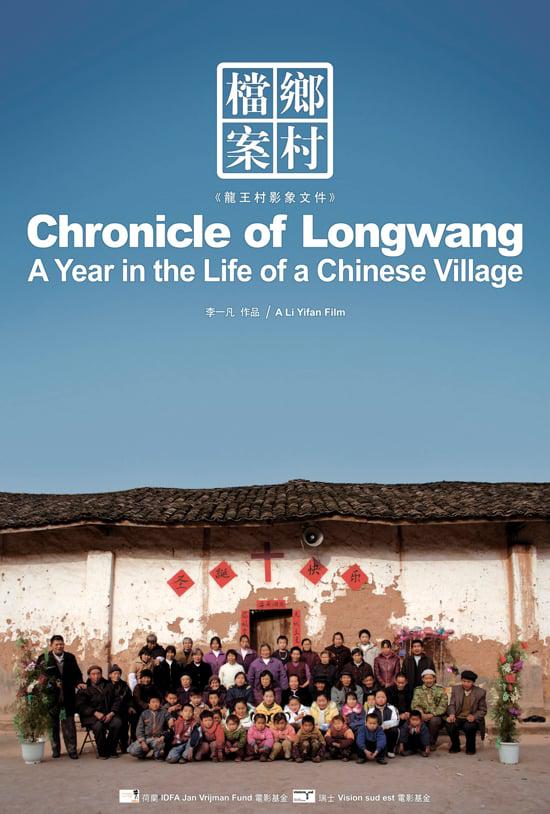 鄉村
檔案
《龍王村影象文件》
Chronicle of Longwang
A Year in the Life of a Chinese Village
李一凡 作品 / A Li Yifan Film
圣诞 快乐
荷蘭 IDFA Jan Vrijman Fund 電影基金
瑞士 Vision sud est 電影基金